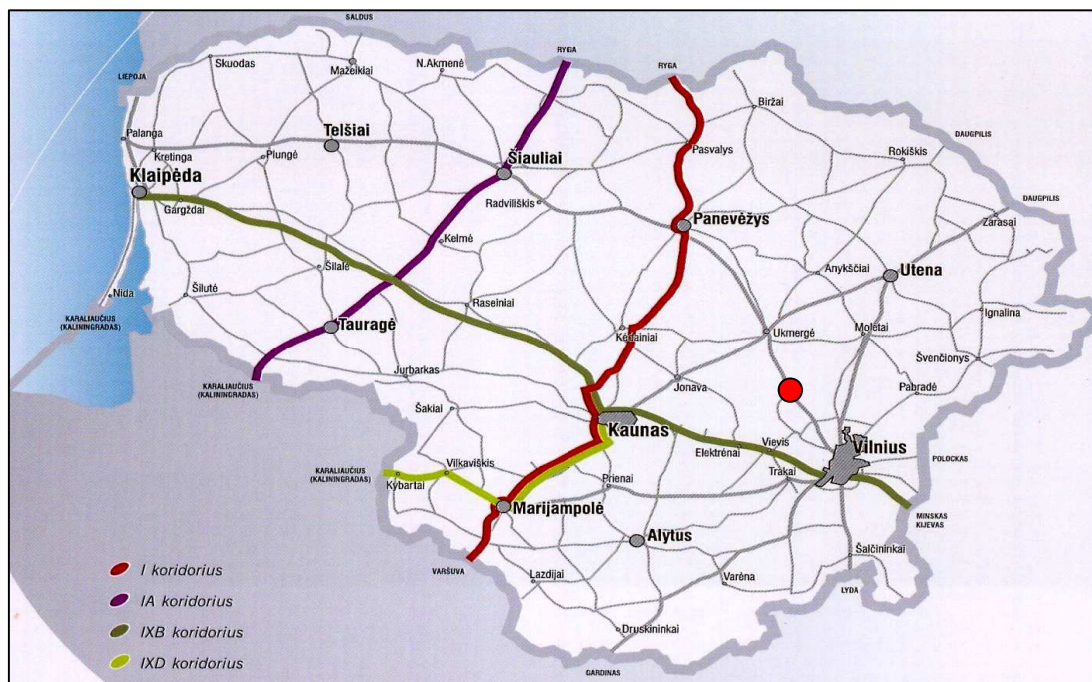 SALDUS
RYGA
RYGA
Skuodas
Mažeikiai
N.Akmenė
LIEPOJA
Biržai
DAUGPILIS
Palanga
Telšiai
Kretinga
Plungė
Šiauliai
Pasvalys
Rokiškis
Klaipėda
Gargždai
Radviliškis
DAUGPILIS
Zarasai
Panevėžys
Kelmė
Šilalė
Anykščiai
Utena
Nida
Šilutė
Raseiniai
Ignalina
KARALIAUČIUS
(KALININGRADAS)
Tauragė
Kėdainiai
Ukmergė
Molėtai
Švenčionys
Jurbarkas
Jonava
Pabradė
KARALIAUČIUS
(KALININGRADAS)
Šakiai
Kaunas
Elektrėnai
Vievis
Vilnius
Trakai
POLOCKAS
KARALIAUČIUS
(KALININGRADAS)
Vilkaviškis
Kybartai
Prienai
Marijampolė
MINSKAS
KIJEVAS
Alytus
Šalčininkai
VARŠUVA
Lazdijai
Varėna
LYDA
Druskininkai
GARDINAS
I koridorius
IA koridorius
IXB koridorius
IXD koridorius